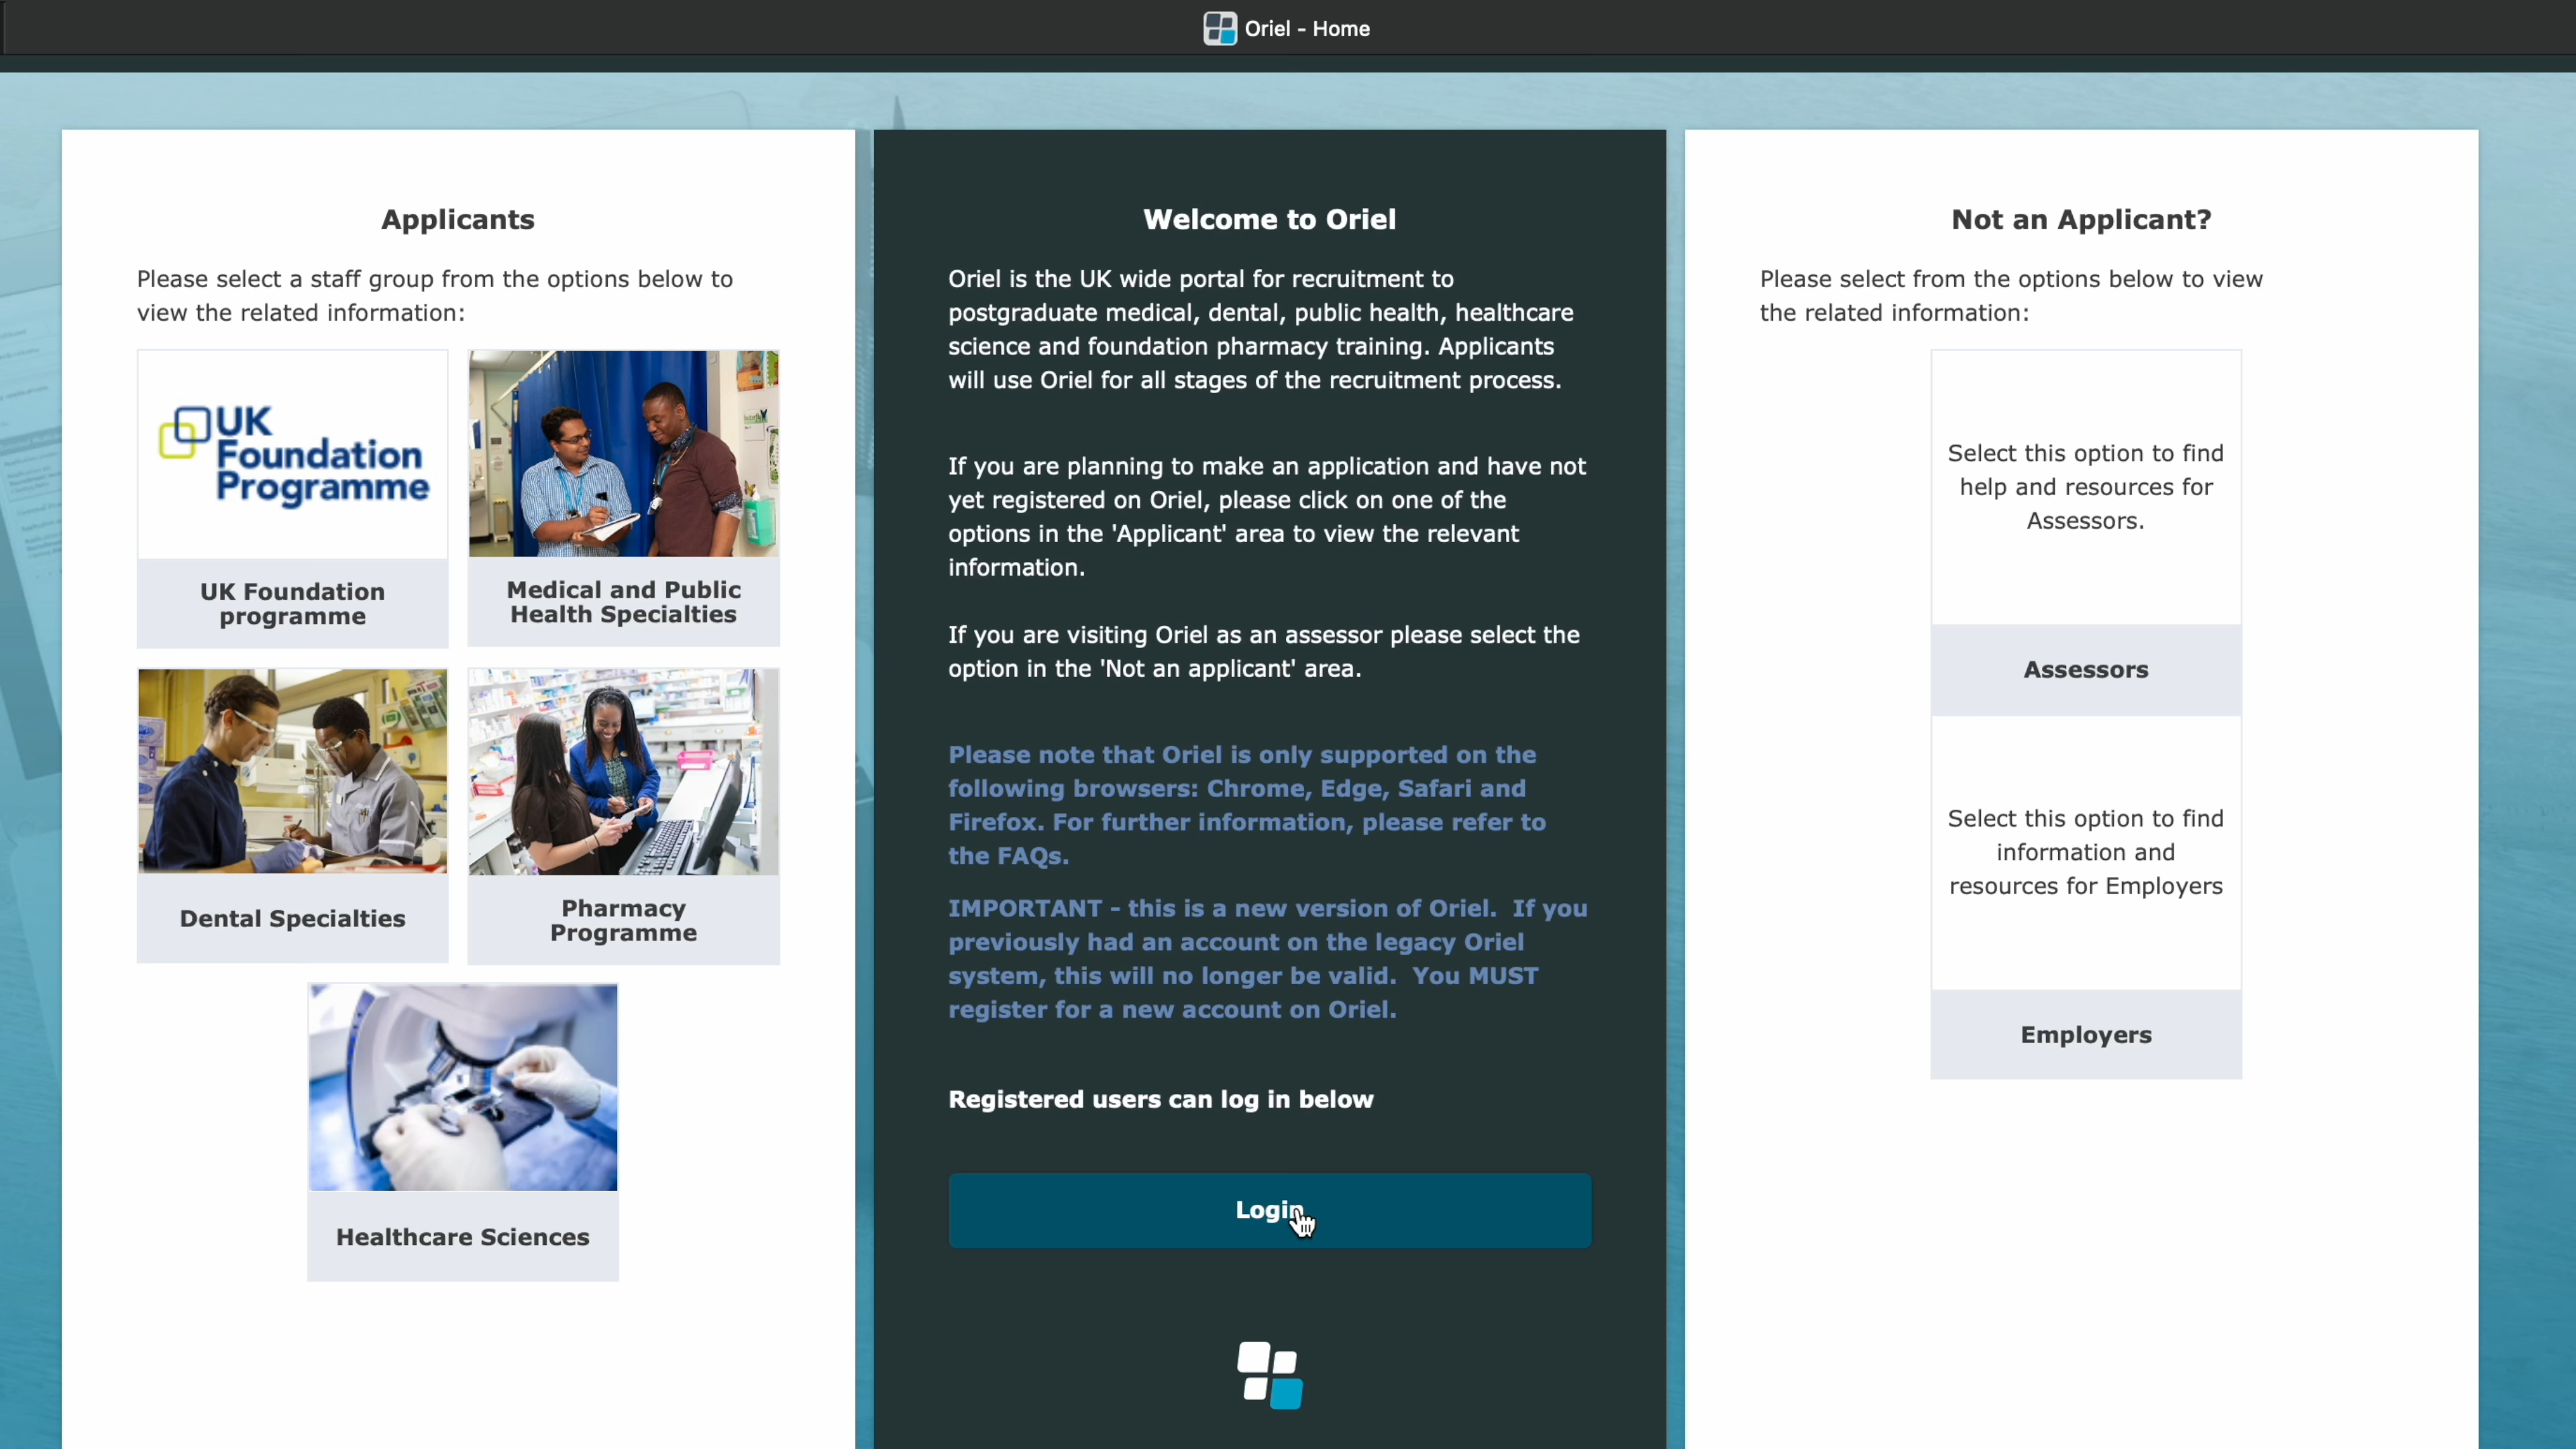 Oriel - Home
Applicants
Please select a staff group from the options below to
view the related information:
UK
Foundation
Programme
UK Foundation
programme
Medical and Public
Health Specialties
Dental Specialties
Pharmacy
Programme
Healthcare Sciences
Welcome to Oriel
Oriel is the UK wide portal for recruitment to
postgraduate medical, dental, public health, healthcare
science and foundation pharmacy training. Applicants
will use Oriel for all stages of the recruitment process.
If you are planning to make an application and have not
yet registered on Oriel, please click on one of the
options in the 'Applicant' area to view the relevant
information.
If you are visiting Oriel as an assessor please select the
option in the 'Not an applicant' area.
Please note that Oriel is only supported on the
following browsers: Chrome, Edge, Safari and
Firefox. For further information, please refer to
the FAQs.
IMPORTANT - this is a new version of Oriel.  If you
previously had an account on the legacy Oriel
system, this will no longer be valid.  You MUST
register for a new account on Oriel.
Registered users can log in below
Login
Not an Applicant?
Please select from the options below to view
the related information:
Select this option to find
help and resources for
Assessors.
Assessors
Select this option to find
information and
resources for Employers
Employers